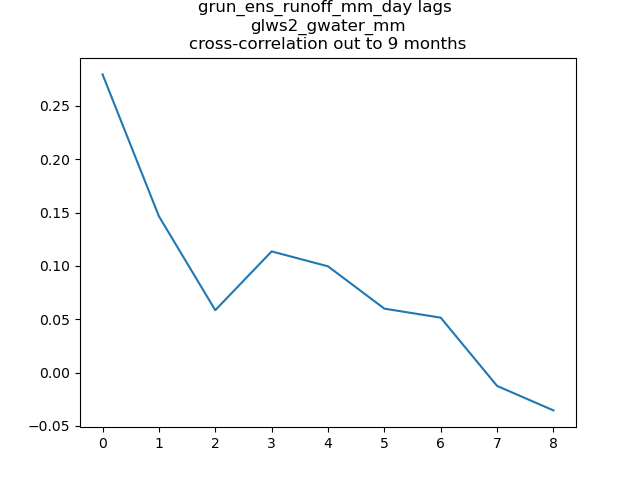 grun_ens_runoff_mm_day lags
glws2_gwater_mm
cross-correlation out to 9 months
0.25
0.20
0.15
0.10
0.05
0.00
−0.05
0 1 2 3 4 5 6 7 8